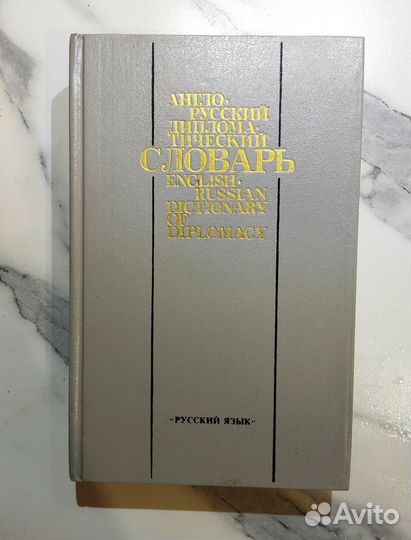 АНГЛО-
РУССКИЙ
ДИПЛОМА-
ТИЧЕСКИЙ
СЛОВАРЬ
ENGLISH-
RUSSIAN
DICTIONARY
OF
DIPLOMACY
«РУССКИЙ ЯЗЫК»
Avito